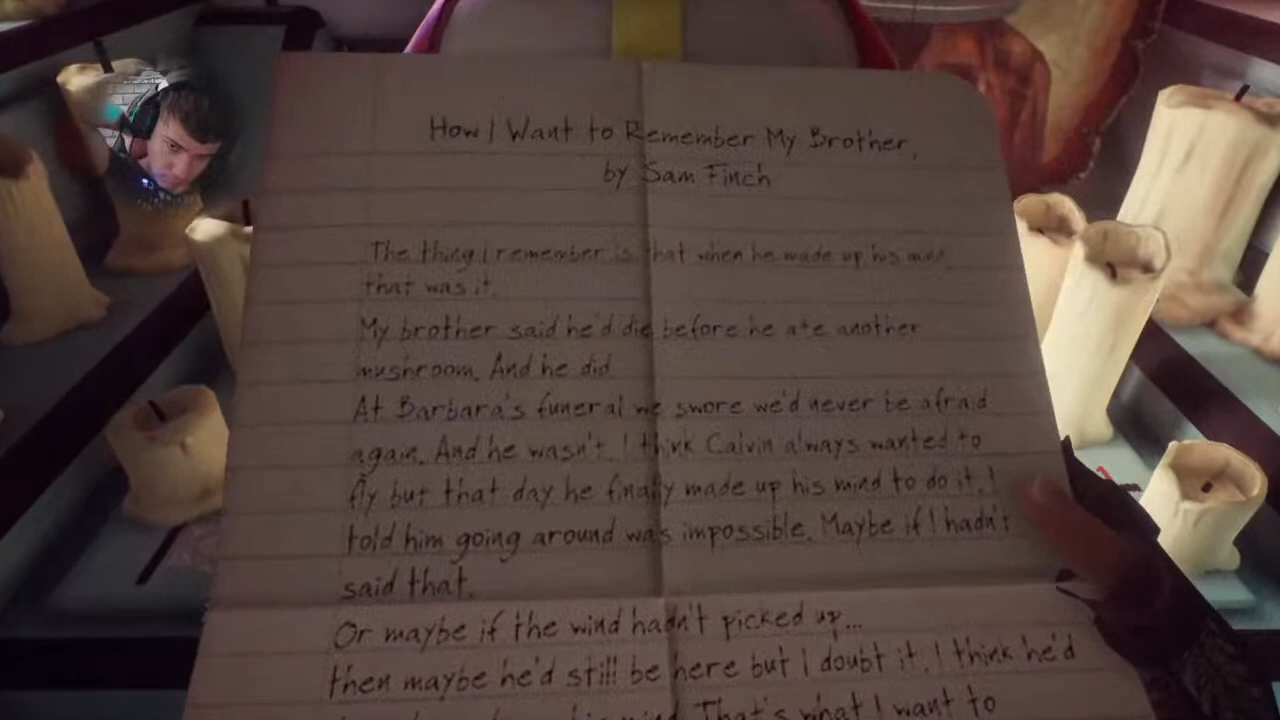 How I Want to Remember My Brother,
by Sam Finch
The thing I remember is that when he made up his mind
that was it.
My brother said he'd die before he ate another
mushroom. And he did
At Barbara's funeral we swore we'd never be afraid
again. And he wasn't. I think Calvin always wanted to
fly but that day he finally made up his mind to do it. I
told him going around was impossible. Maybe if I hadn't
said that.
Or maybe if the wind hadn't picked up...
then maybe he'd still be here but I doubt it. I think he'd
mind. That's what I want to